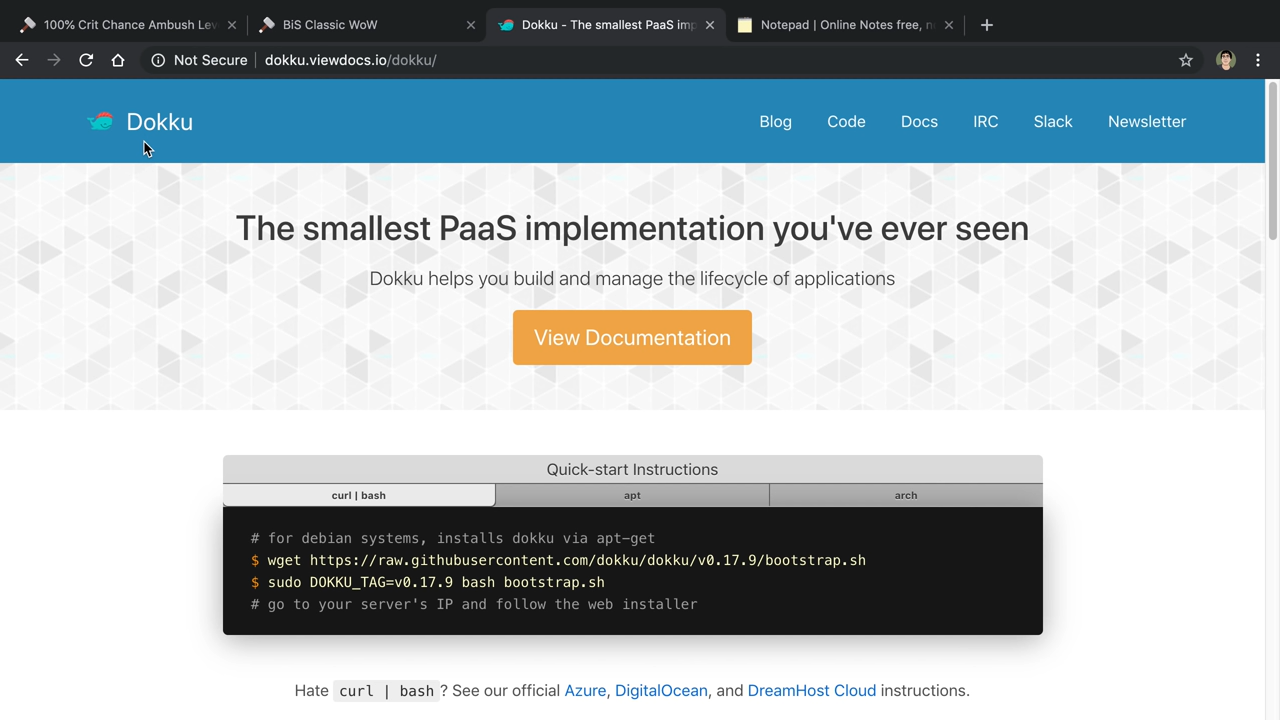 100% Crit Chance Ambush Lev
BiS Classic WoW
Dokku - The smallest PaaS imp
Notepad | Online Notes free, n
Not Secure
dokku.viewdocs.io/dokku/
Dokku
Blog
Code
Docs
IRC
Slack
Newsletter
The smallest PaaS implementation you've ever seen
Dokku helps you build and manage the lifecycle of applications
View Documentation
Quick-start Instructions
curl | bash
apt
arch
# for debian systems, installs dokku via apt-get
$ wget https://raw.githubusercontent.com/dokku/dokku/v0.17.9/bootstrap.sh
$ sudo DOKKU_TAG=v0.17.9 bash bootstrap.sh
# go to your server's IP and follow the web installer
Hate curl | bash? See our official Azure, DigitalOcean, and DreamHost Cloud instructions.